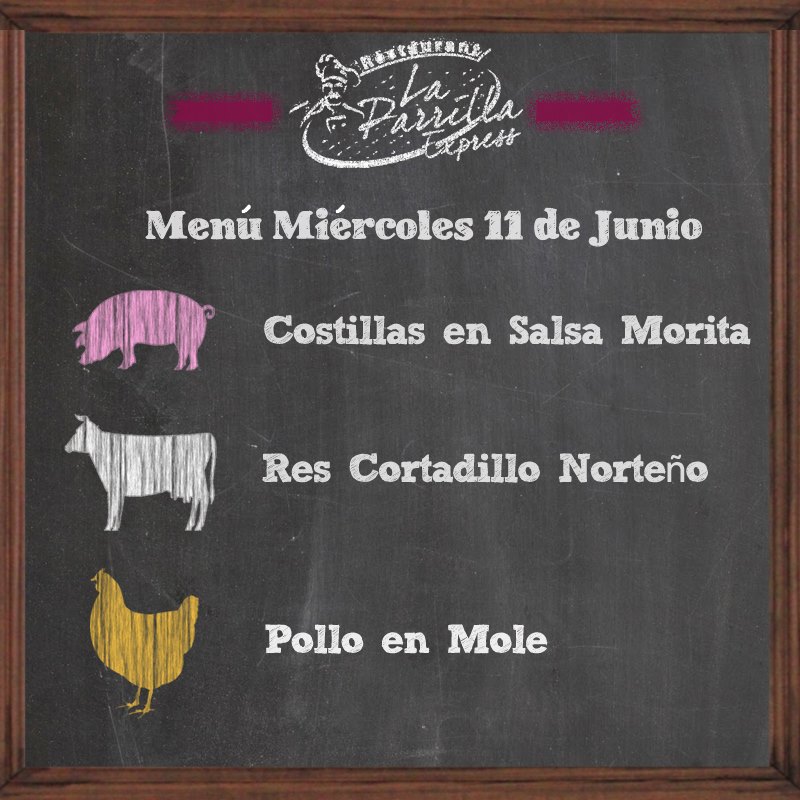 Restaurant
La
Parrilla
Express
Menú Miércoles 11 de Junio
Costillas en Salsa Morita
Res Cortadillo Norteño
Pollo en Mole